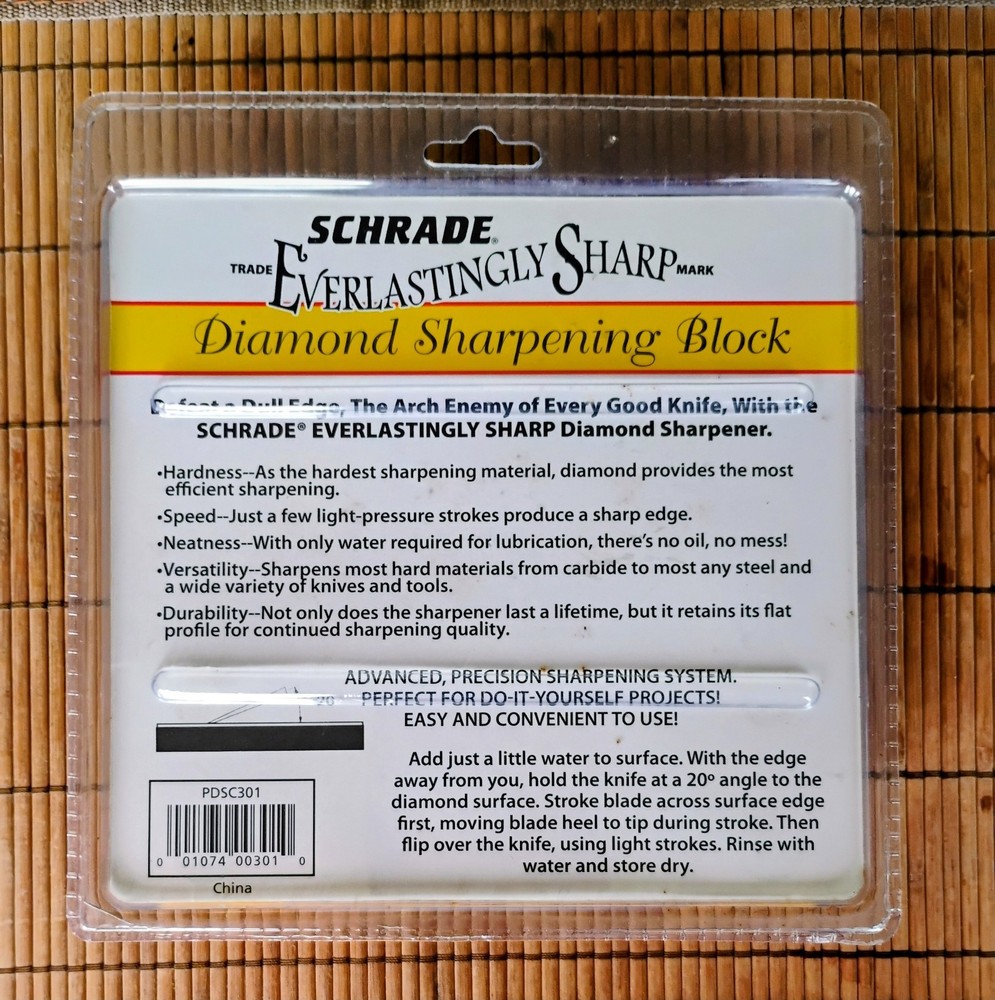 SCHRADE®
TRADE EVERLASTINGLY SHARP MARK
Diamond Sharpening Block
Defeat a Dull Edge, The Arch Enemy of Every Good Knife, With the
SCHRADE® EVERLASTINGLY SHARP Diamond Sharpener.
•Hardness--As the hardest sharpening material, diamond provides the most
efficient sharpening.
•Speed--Just a few light-pressure strokes produce a sharp edge.
•Neatness--With only water required for lubrication, there's no oil, no mess!
•Versatility--Sharpens most hard materials from carbide to most any steel and
a wide variety of knives and tools.
•Durability--Not only does the sharpener last a lifetime, but it retains its flat
profile for continued sharpening quality.
ADVANCED, PRECISION SHARPENING SYSTEM.
PERFECT FOR DO-IT-YOURSELF PROJECTS!
EASY AND CONVENIENT TO USE!
20
Add just a little water to surface. With the edge
away from you, hold the knife at a 20º angle to the
diamond surface. Stroke blade across surface edge
first, moving blade heel to tip during stroke. Then
flip over the knife, using light strokes. Rinse with
water and store dry.
PDSC301
0 01074 00301 0
China